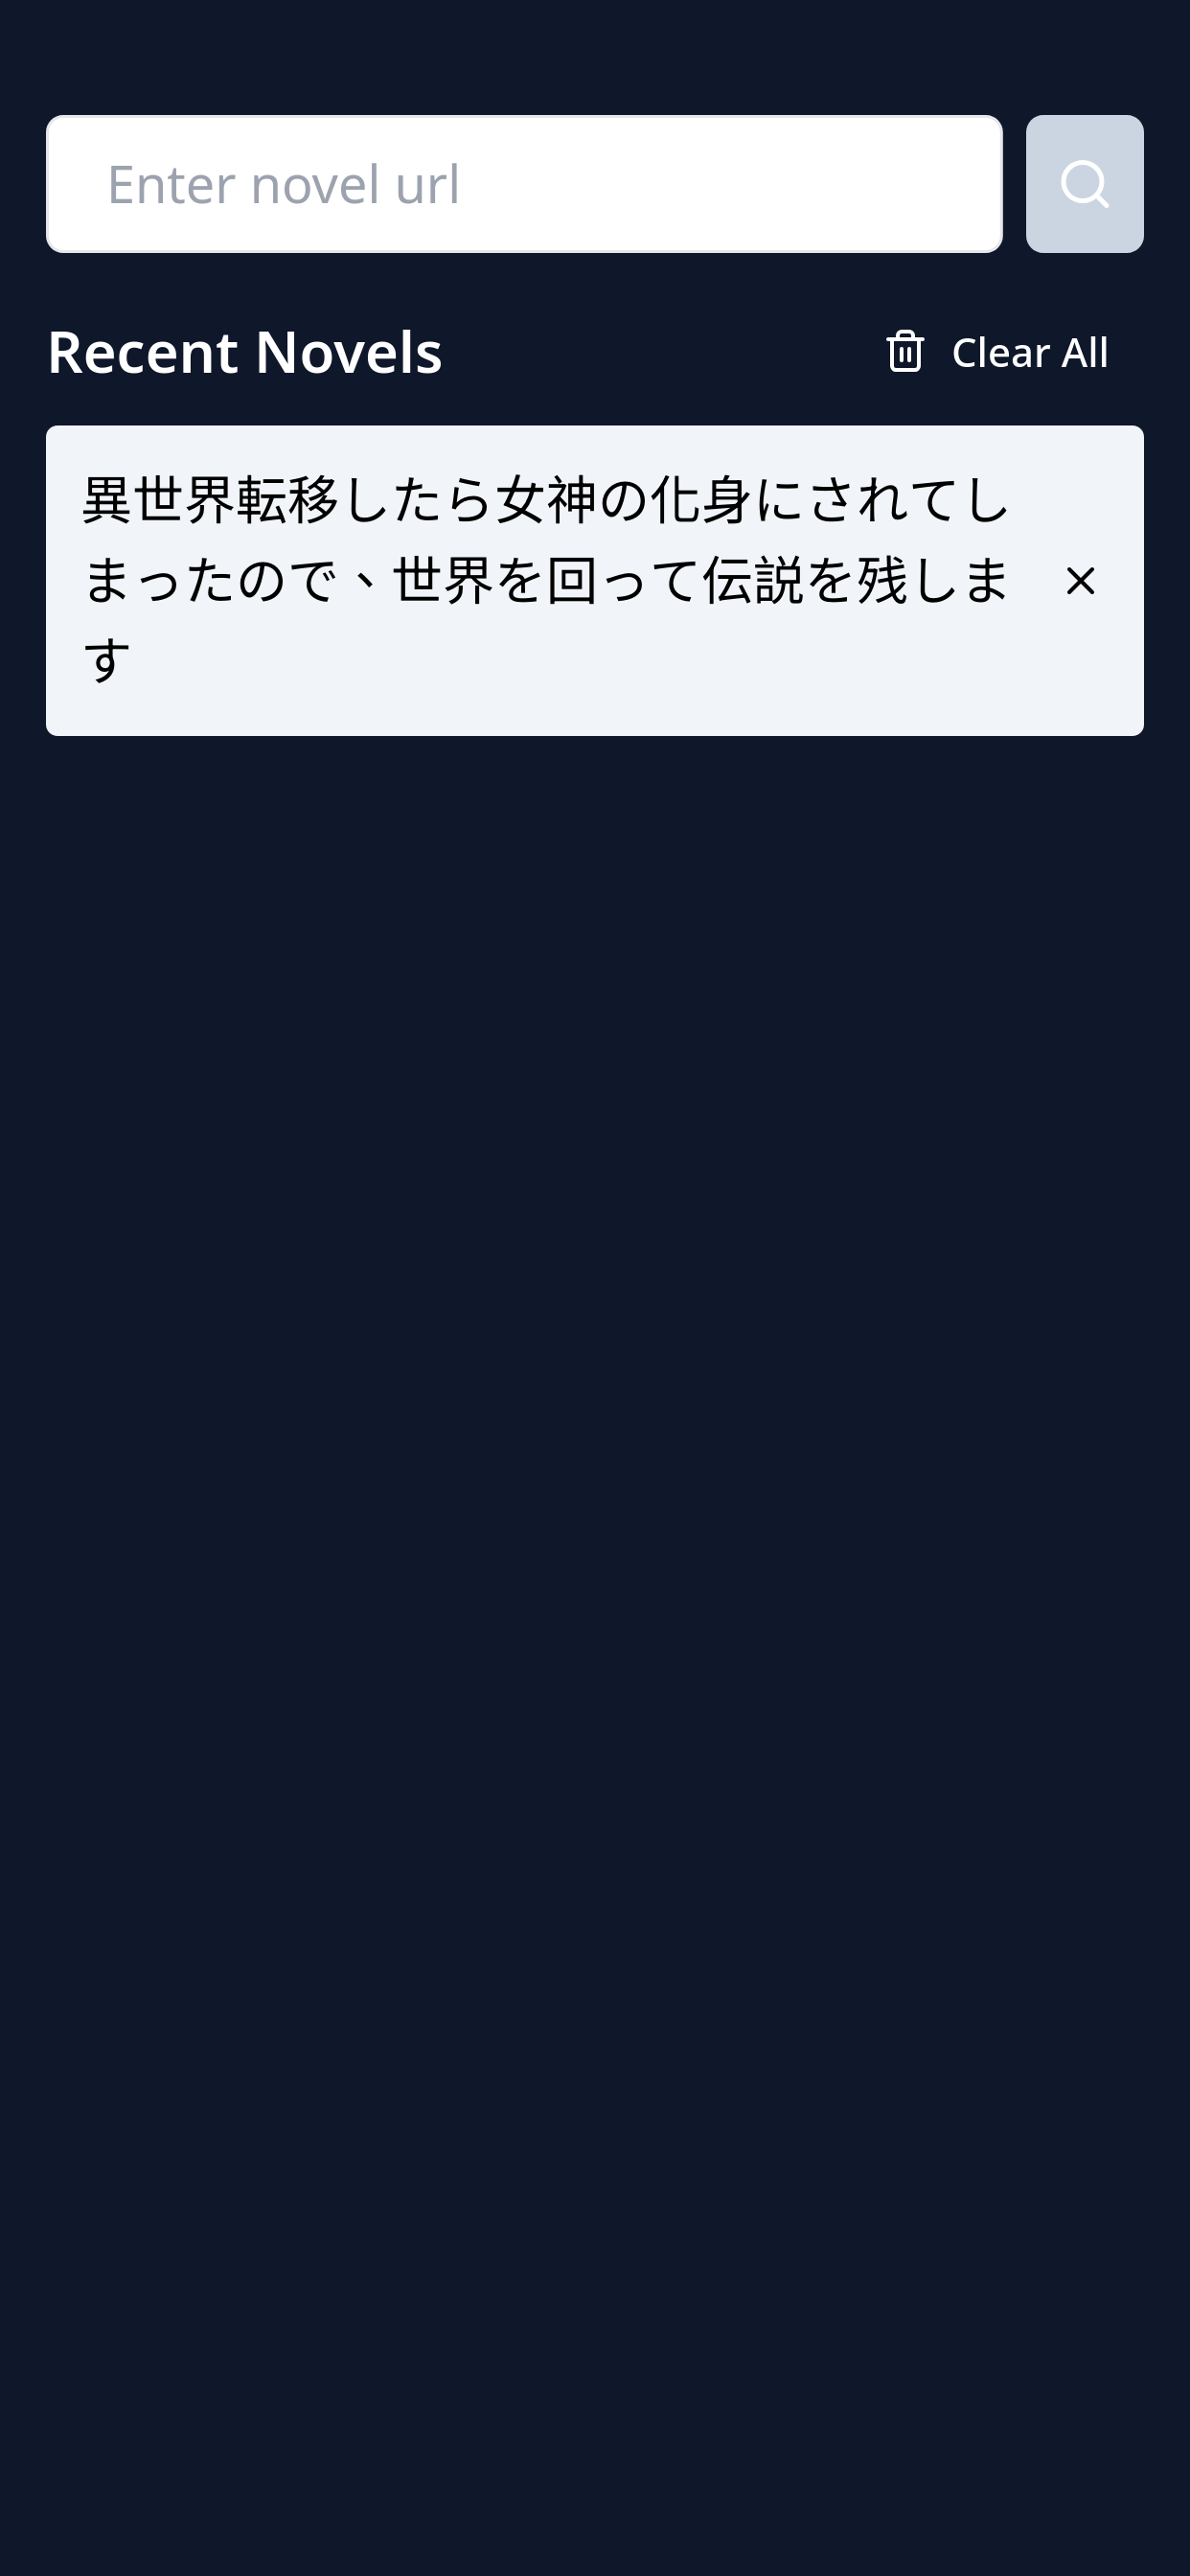 Enter novel url
Recent Novels
Clear All
異世界転移したら女神の化身にされてし
まったので、世界を回って伝説を残しま
す